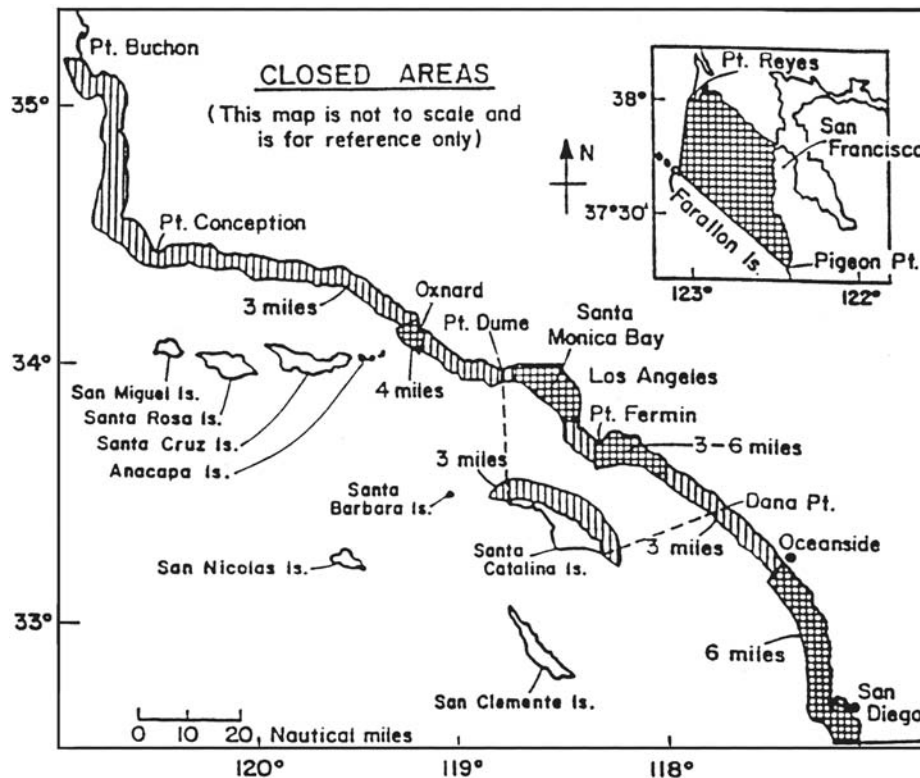 Pt. Buchon
CLOSED AREAS
(This map is not to scale and
is for reference only)
N
Pt. Reyes
38°
San
Francisco
37°30'
Farallon Is.
Pigeon Pt.
123°
122°
35°
Pt. Conception
3 miles
Oxnard
Pt. Dume
Santa
Monica Bay
34°
4 miles
Los Angeles
San Miguel Is.
Santa Rosa Is.
Santa Cruz Is.
Anacapa Is.
Pt. Fermin
3-6 miles
3 miles
Santa
Barbara Is.
Dana Pt.
3 miles
Oceanside
San Nicolas Is.
Santa
Catalina Is.
33°
6 miles
San Clemente Is.
San
Diego
0 10 20 Nautical miles
120°
119°
118°